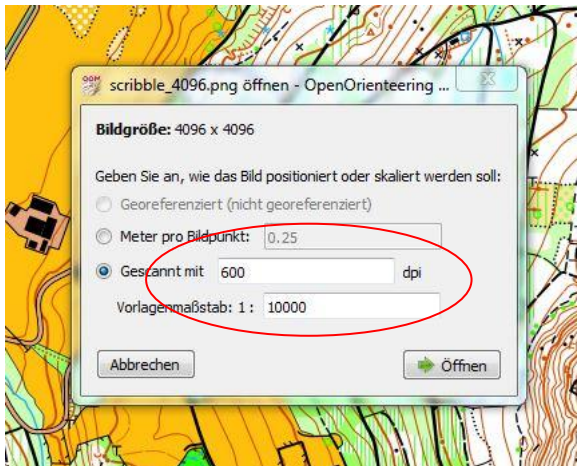 scribble_4096.png öffnen - OpenOrienteering ...
Bildgröße: 4096 x 4096
Geben Sie an, wie das Bild positioniert oder skaliert werden soll:
Georeferenziert (nicht georeferenziert)
Meter pro Bildpunkt: 0.25
Gescannt mit 600 dpi
Vorlagenmaßstab: 1 : 10000
Abbrechen Öffnen